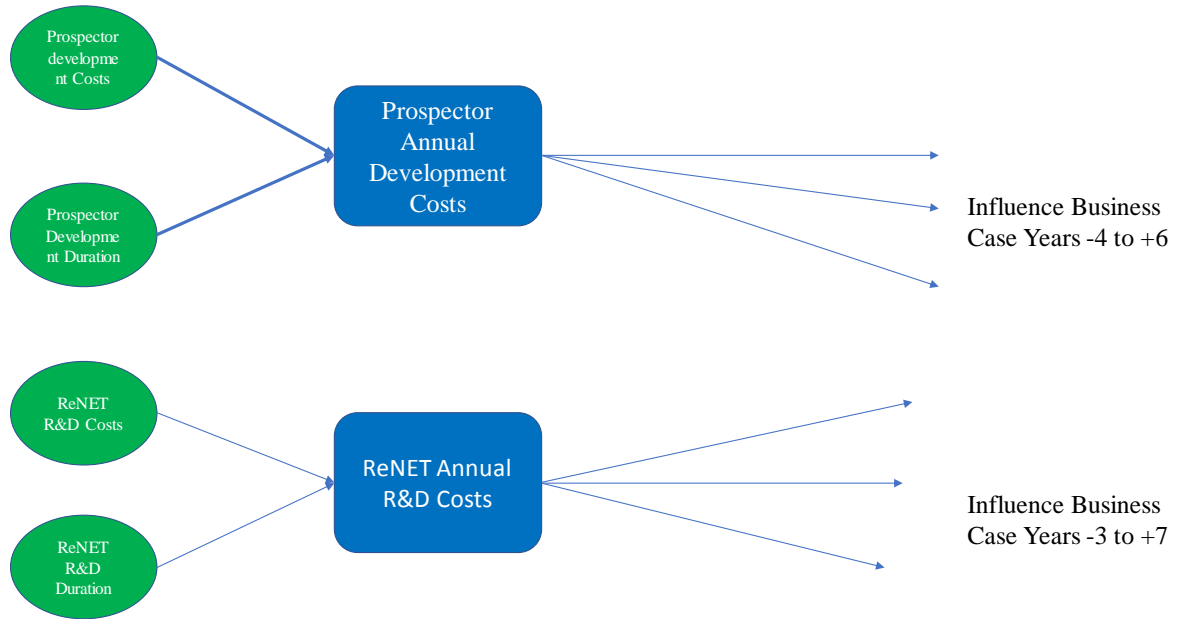 Prospector
developme
nt Costs
Prospector
Annual
Development
Costs
Prospector
Developme
nt Duration
Influence Business
Case Years -4 to +6
ReNET
R&D Costs
ReNET Annual
R&D Costs
ReNET
R&D
Duration
Influence Business
Case Years -3 to +7